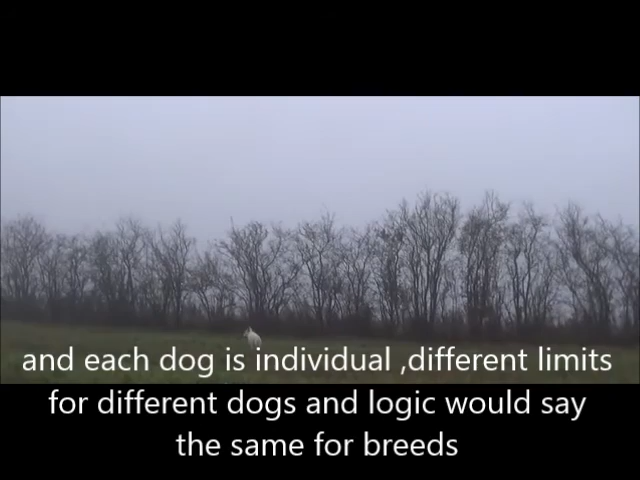 and each dog is individual ,different limits
for different dogs and logic would say
the same for breeds